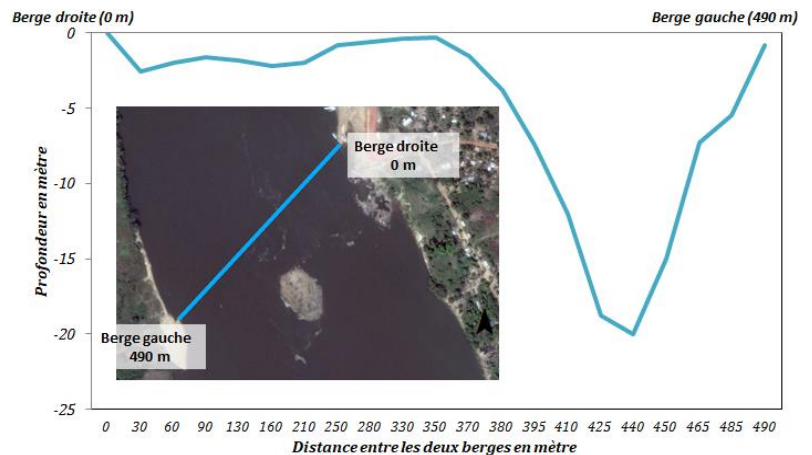 Berge droite (0 m)
Berge gauche (490 m)
0
-5
-10
-15
-20
-25
Profondeur en mètre
Berge droite
0 m
Berge gauche
490 m
0 30 60 90 130 160 210 250 280 330 350 370 380 395 410 425 440 450 465 485 490
Distance entre les deux berges en mètre